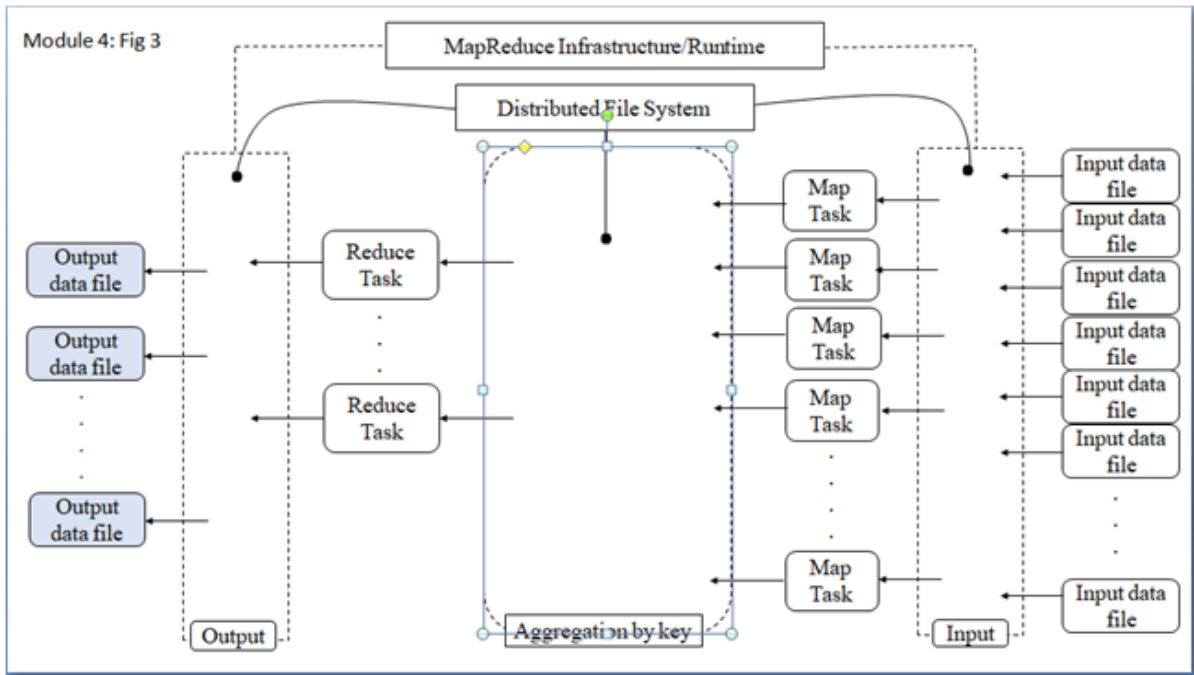 Module 4: Fig 3
MapReduce Infrastructure/Runtime
Distributed File System
Output
data file
Output
data file
Output
data file
Output
Reduce
Task
Reduce
Task
Aggregation by key
Map
Task
Map
Task
Map
Task
Map
Task
Map
Task
Input
Input data
file
Input data
file
Input data
file
Input data
file
Input data
file
Input data
file
Input data
file